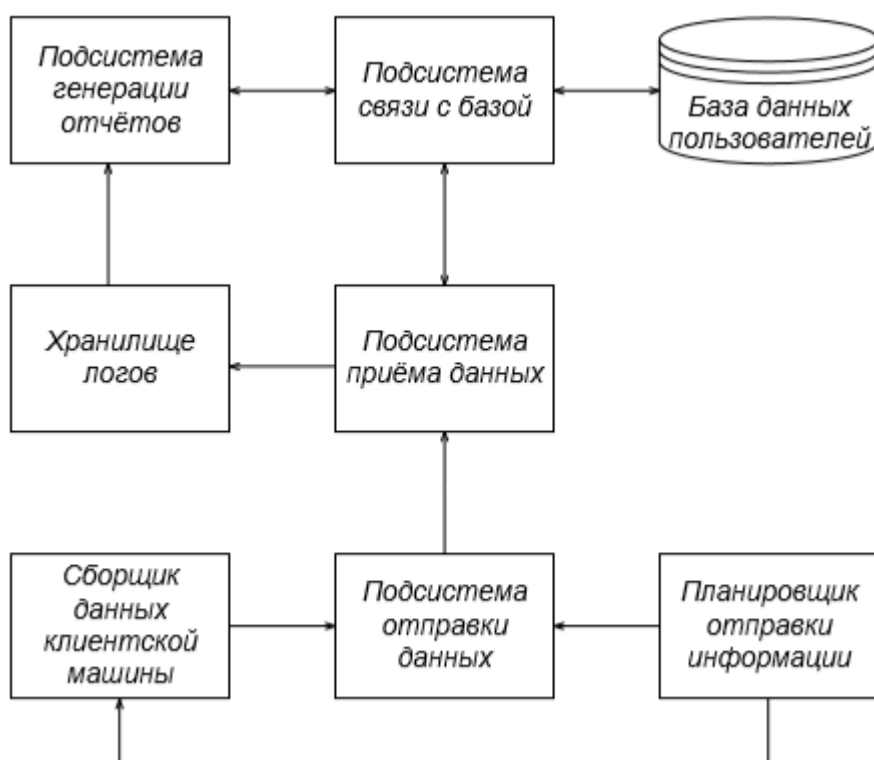 Подсистема
генерации
отчётов
Подсистема
связи с базой
База данных
пользователей
Хранилище
логов
Подсистема
приёма данных
Сборщик
данных
клиентской
машины
Подсистема
отправки
данных
Планировщик
отправки
информации